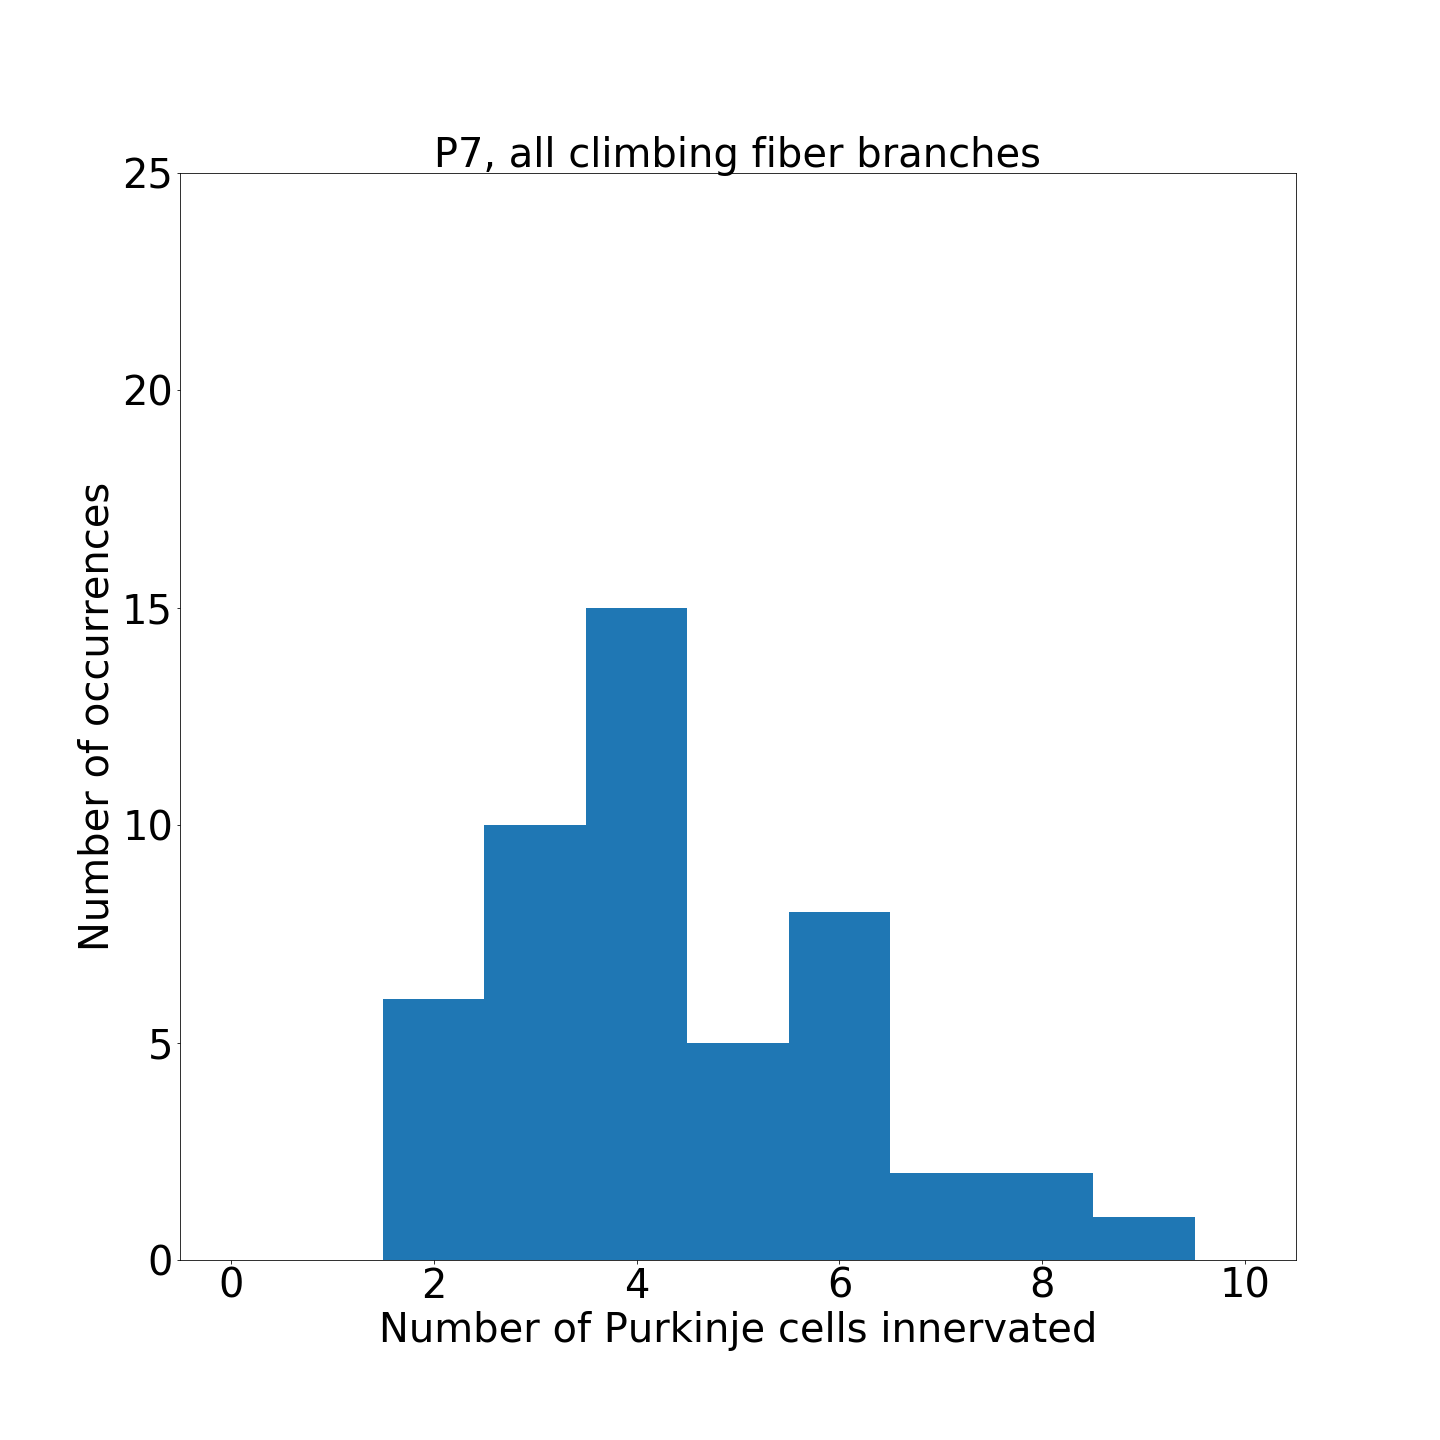 P7, all climbing fiber branches
25
20
15
10
5
0
Number of occurrences
0 2 4 6 8 10
Number of Purkinje cells innervated